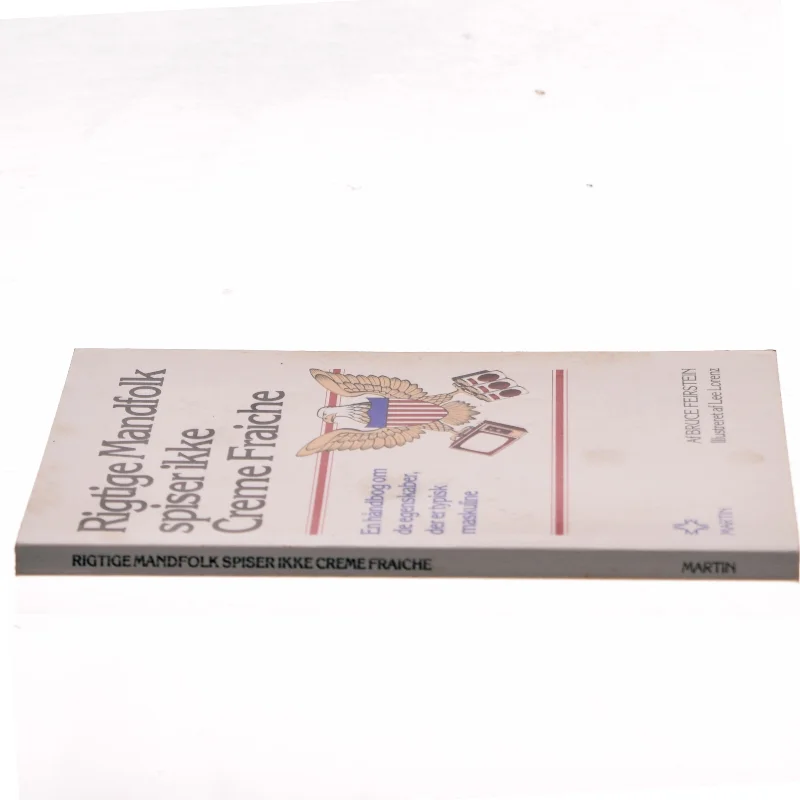 Rigtige Mandfolk
spiser ikke
Creme Fraiche
En håndbog om
de egenskaber,
der er typisk
maskuline
Af BRUCE FEIRSTEIN
Illustreret af Lee Lorenz
MARTIN
RIGTIGE MANDFOLK SPISER IKKE CREME FRAICHE
MARTIN